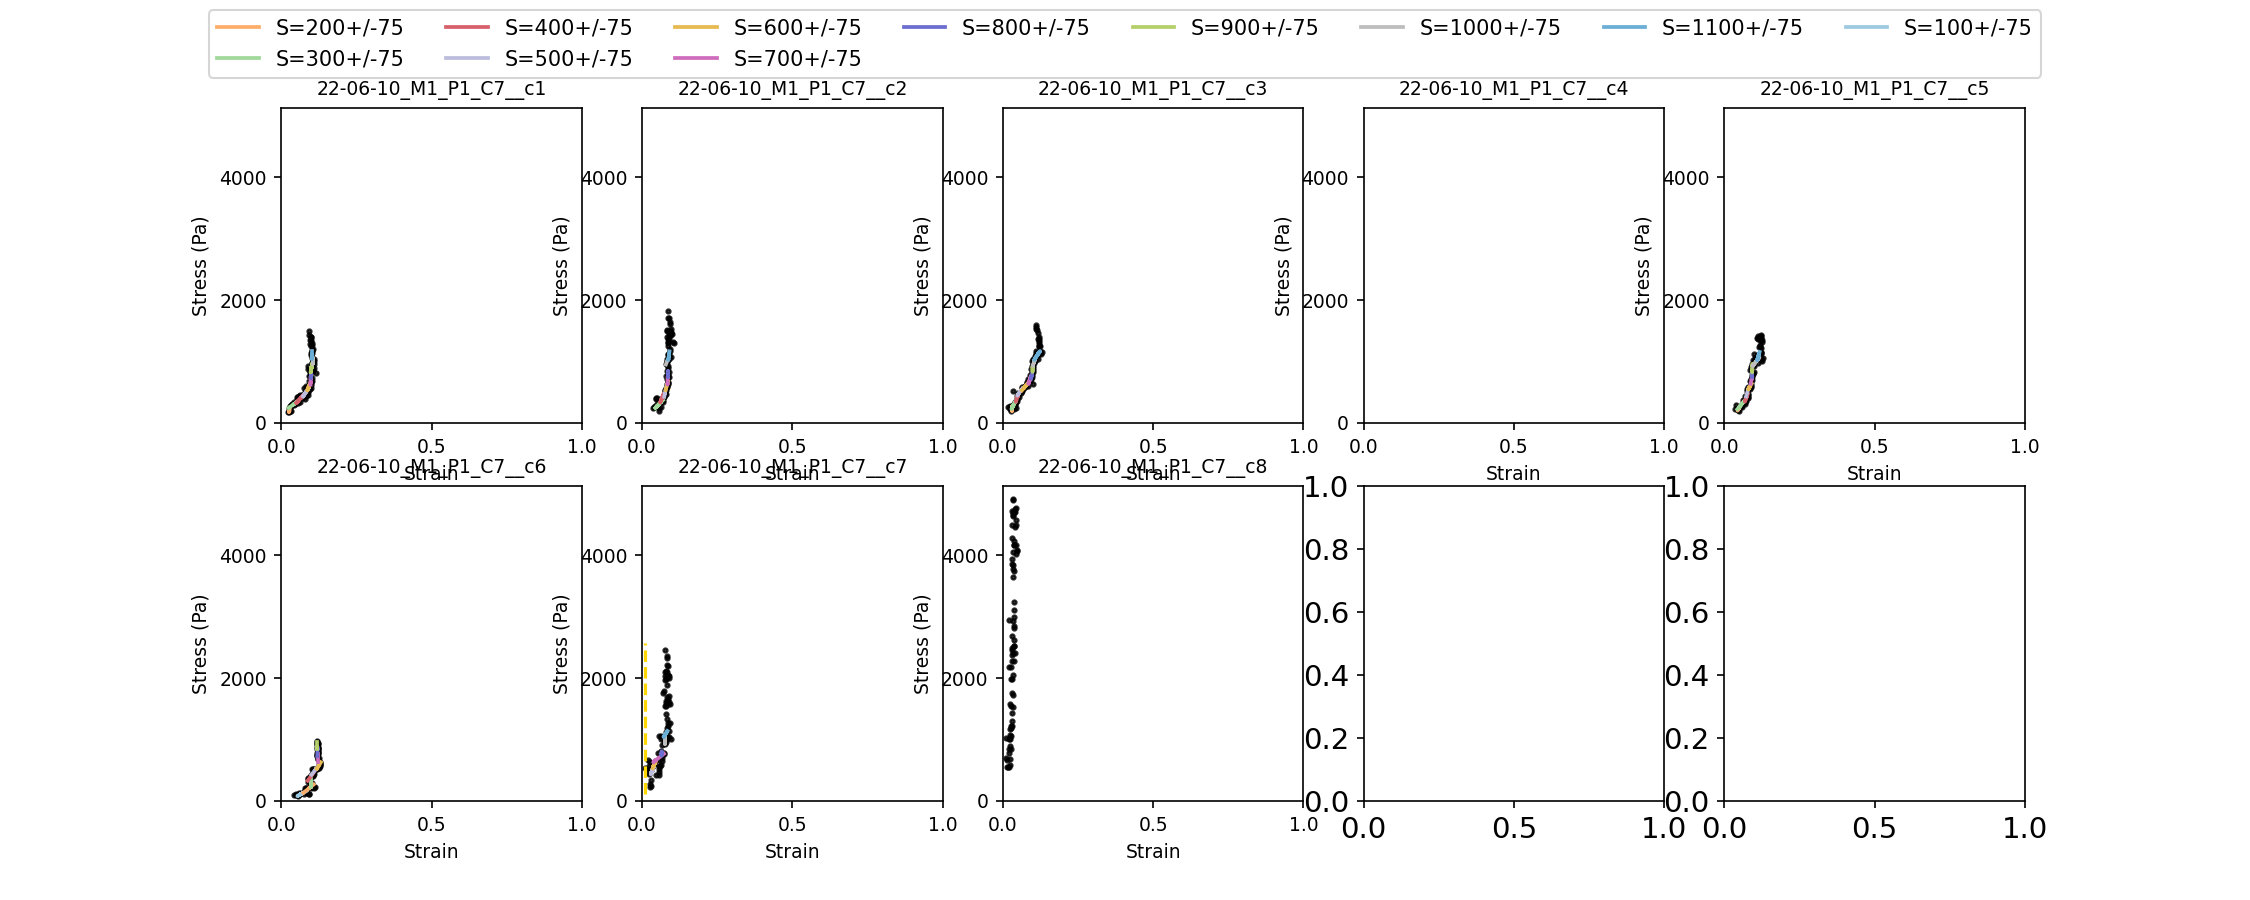 S=200+/-75 S=400+/-75 S=600+/-75 S=800+/-75 S=900+/-75 S=1000+/-75 S=1100+/-75 S=100+/-75
S=300+/-75 S=500+/-75 S=700+/-75
22-06-10_M1_P1_C7__c1 22-06-10_M1_P1_C7__c2 22-06-10_M1_P1_C7__c3 22-06-10_M1_P1_C7__c4 22-06-10_M1_P1_C7__c5
4000 4000 4000 4000 4000
Stress (Pa) Stress (Pa) Stress (Pa) Stress (Pa) Stress (Pa)
2000 2000 2000 2000 2000
0 0 0 0 0
0.0 0.5 1.0 0.0 0.5 1.0 0.0 0.5 1.0 0.0 0.5 1.0 0.0 0.5 1.0
Strain Strain Strain Strain Strain
22-06-10_M1_P1_C7__c6 22-06-10_M1_P1_C7__c7 22-06-10_M1_P1_C7__c8
4000 4000 4000
Stress (Pa) Stress (Pa) Stress (Pa)
2000 2000 2000
0 0 0
0.0 0.5 1.0 0.0 0.5 1.0 0.0 0.5 1.0
Strain Strain Strain
1.0 1.0
0.8 0.8
0.6 0.6
0.4 0.4
0.2 0.2
0.0 0.0
0.0 0.5 1.0 0.0 0.5 1.0